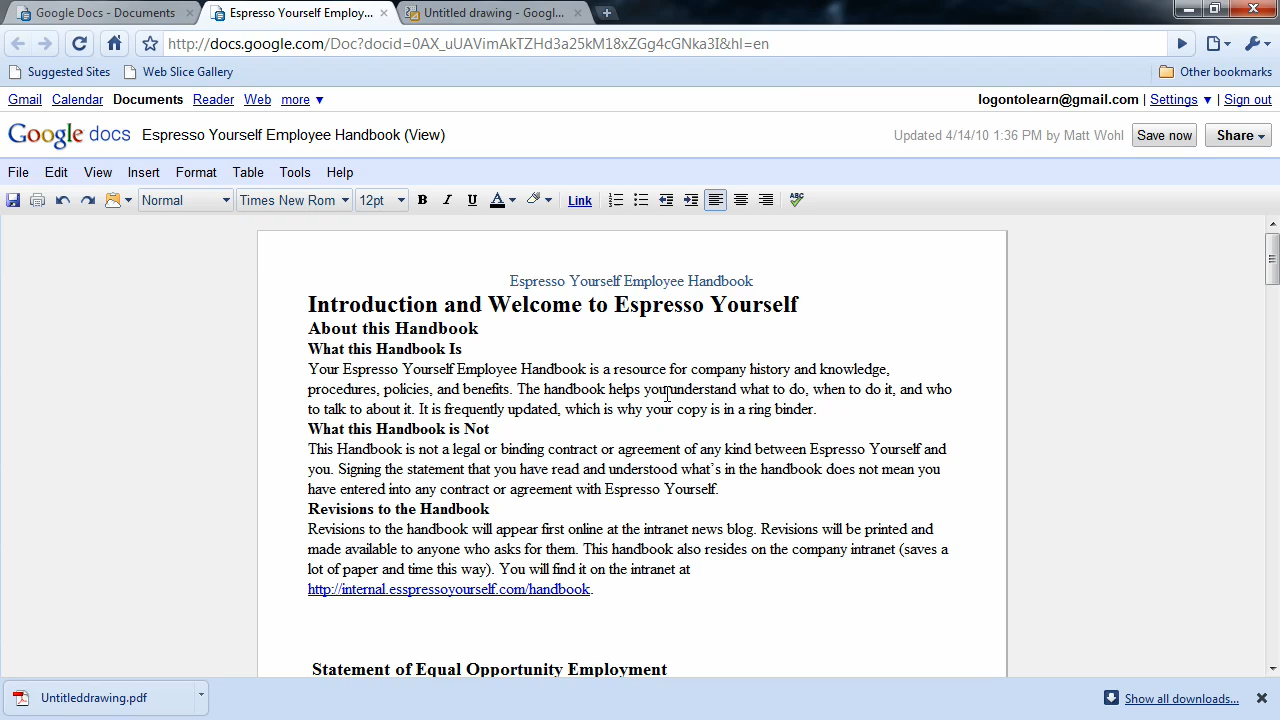 Google Docs - Documents
Espresso Yourself Employ...
Untitled drawing - Googl...
http://docs.google.com/Doc?docid=0AX_uUAVimAkTZHd3a25kM18xZGg4cGNka3I&hl=en
Suggested Sites Web Slice Gallery Other bookmarks
Gmail Calendar Documents Reader Web more ▼ logontolearn@gmail.com | Settings ▼ | Sign out
Google docs Espresso Yourself Employee Handbook (View) Updated 4/14/10 1:36 PM by Matt Wohl Save now Share
File Edit View Insert Format Table Tools Help
Normal Times New Rom 12pt B I U A Link ABC
Espresso Yourself Employee Handbook
Introduction and Welcome to Espresso Yourself
About this Handbook
What this Handbook Is
Your Espresso Yourself Employee Handbook is a resource for company history and knowledge,
procedures, policies, and benefits. The handbook helps you understand what to do, when to do it, and who
to talk to about it. It is frequently updated, which is why your copy is in a ring binder.
What this Handbook is Not
This Handbook is not a legal or binding contract or agreement of any kind between Espresso Yourself and
you. Signing the statement that you have read and understood what's in the handbook does not mean you
have entered into any contract or agreement with Espresso Yourself.
Revisions to the Handbook
Revisions to the handbook will appear first online at the intranet news blog. Revisions will be printed and
made available to anyone who asks for them. This handbook also resides on the company intranet (saves a
lot of paper and time this way). You will find it on the intranet at
http://internal.esspressoyourself.com/handbook.
Statement of Equal Opportunity Employment
Untitleddrawing.pdf Show all downloads...